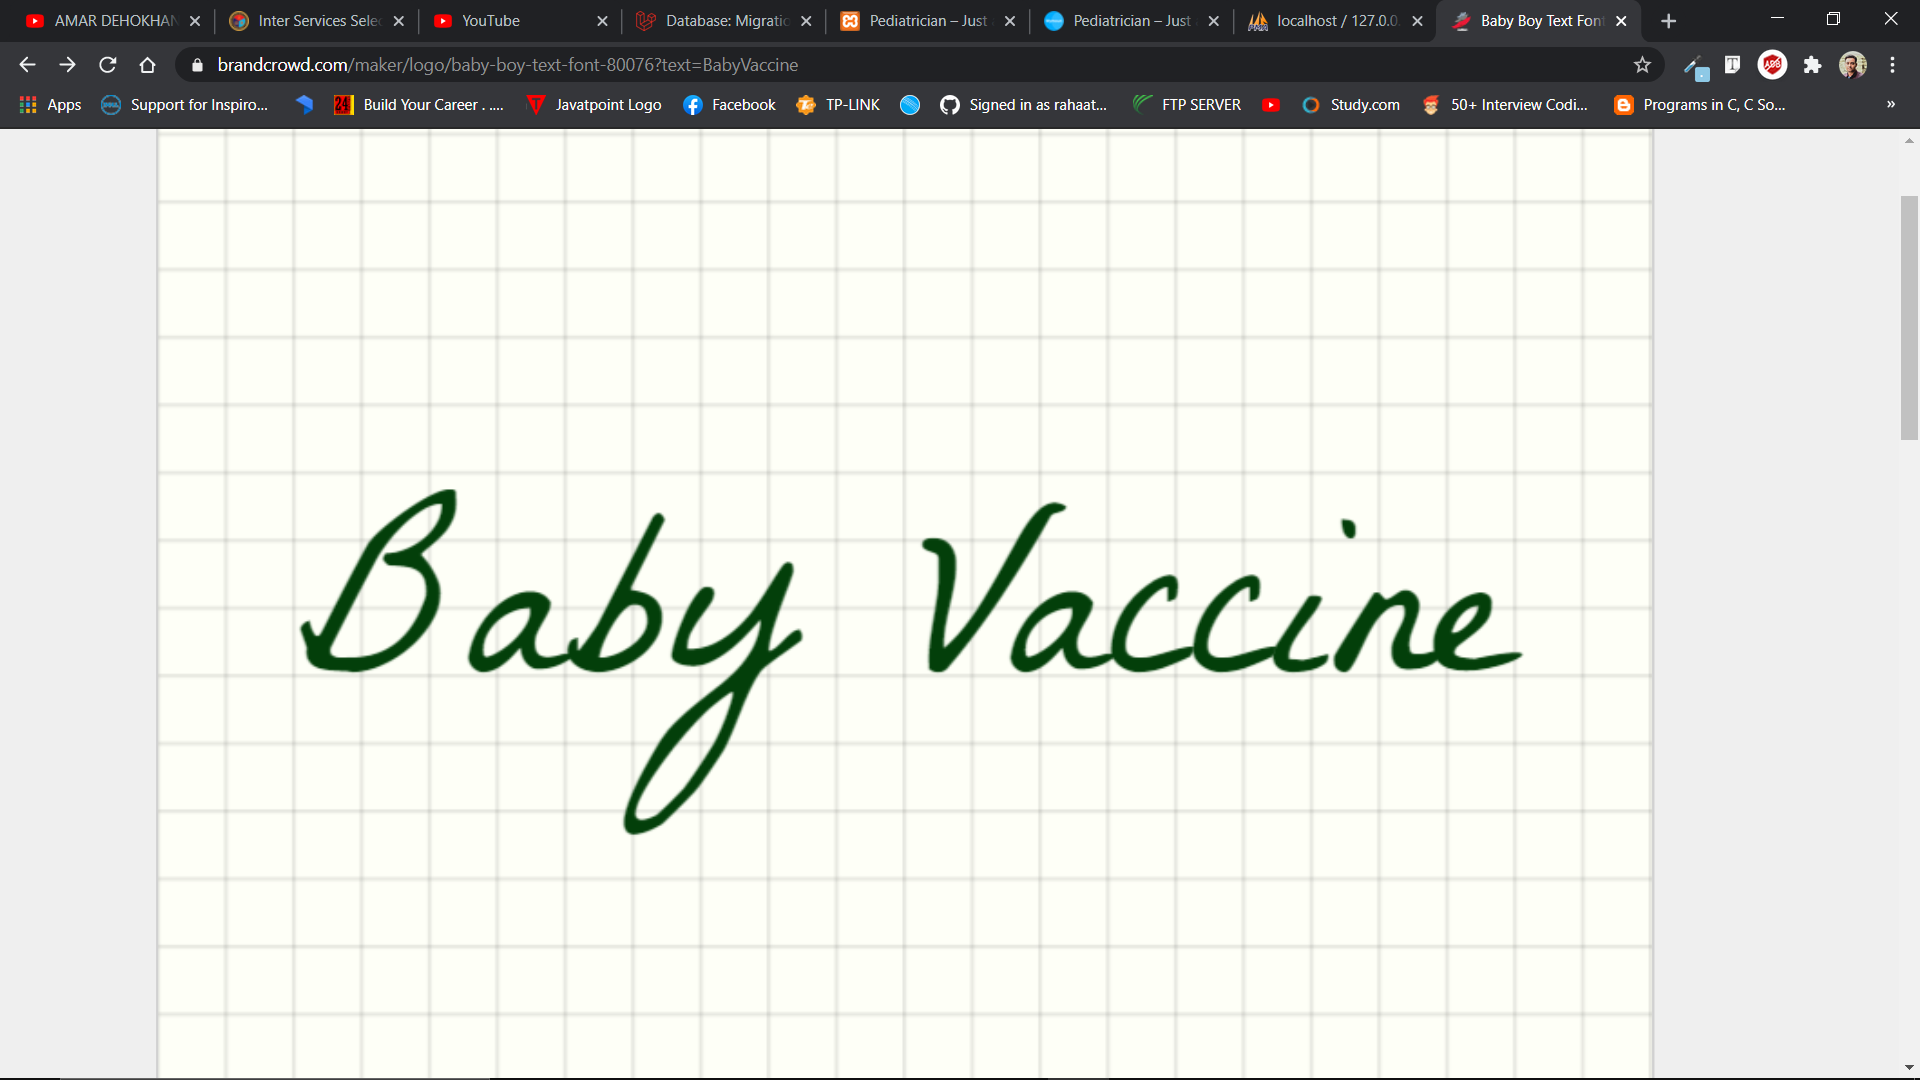 AMAR DEHOKHAN
Inter Services Selec
YouTube
Database: Migratio
Pediatrician – Just
Pediatrician – Just
localhost / 127.0.0.
Baby Boy Text Font
brandcrowd.com/maker/logo/baby-boy-text-font-80076?text=BabyVaccine
Apps
Support for Inspiro...
24
Build Your Career . ....
Javatpoint Logo
Facebook
TP-LINK
Signed in as rahaat...
FTP SERVER
Study.com
50+ Interview Codi...
Programs in C, C So...
»
Baby Vaccine